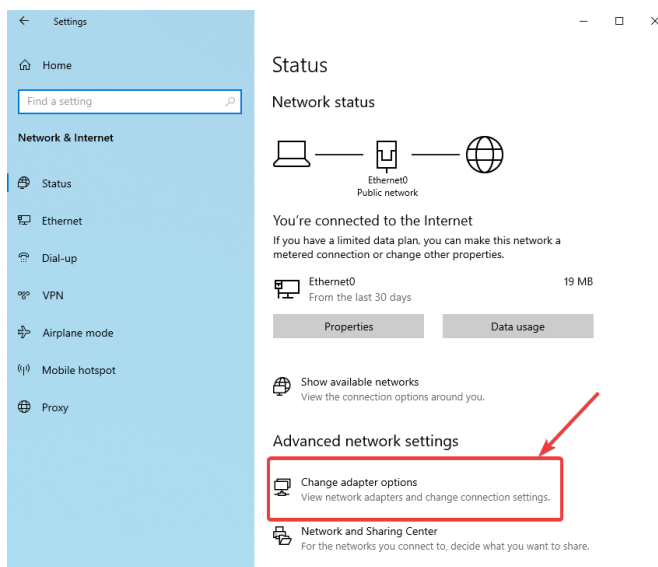 Settings
Home
Find a setting
Network & Internet
Status
Ethernet
Dial-up
VPN
Airplane mode
Mobile hotspot
Proxy
Status
Network status
Ethernet0
Public network
You're connected to the Internet
If you have a limited data plan, you can make this network a
metered connection or change other properties.
Ethernet0 19 MB
From the last 30 days
Properties Data usage
Show available networks
View the connection options around you.
Advanced network settings
Change adapter options
View network adapters and change connection settings.
Network and Sharing Center
For the networks you connect to, decide what you want to share.